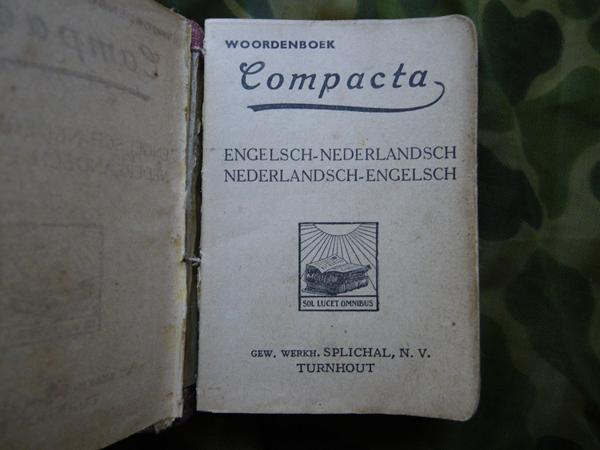 WOORDENBOEK
Compacta
ENGELSCH-NEDERLANDSCH
NEDERLANDSCH-ENGELSCH
SOL LUCET OMNIBUS
GEW. WERKH. SPLICHAL, N. V.
TURNHOUT